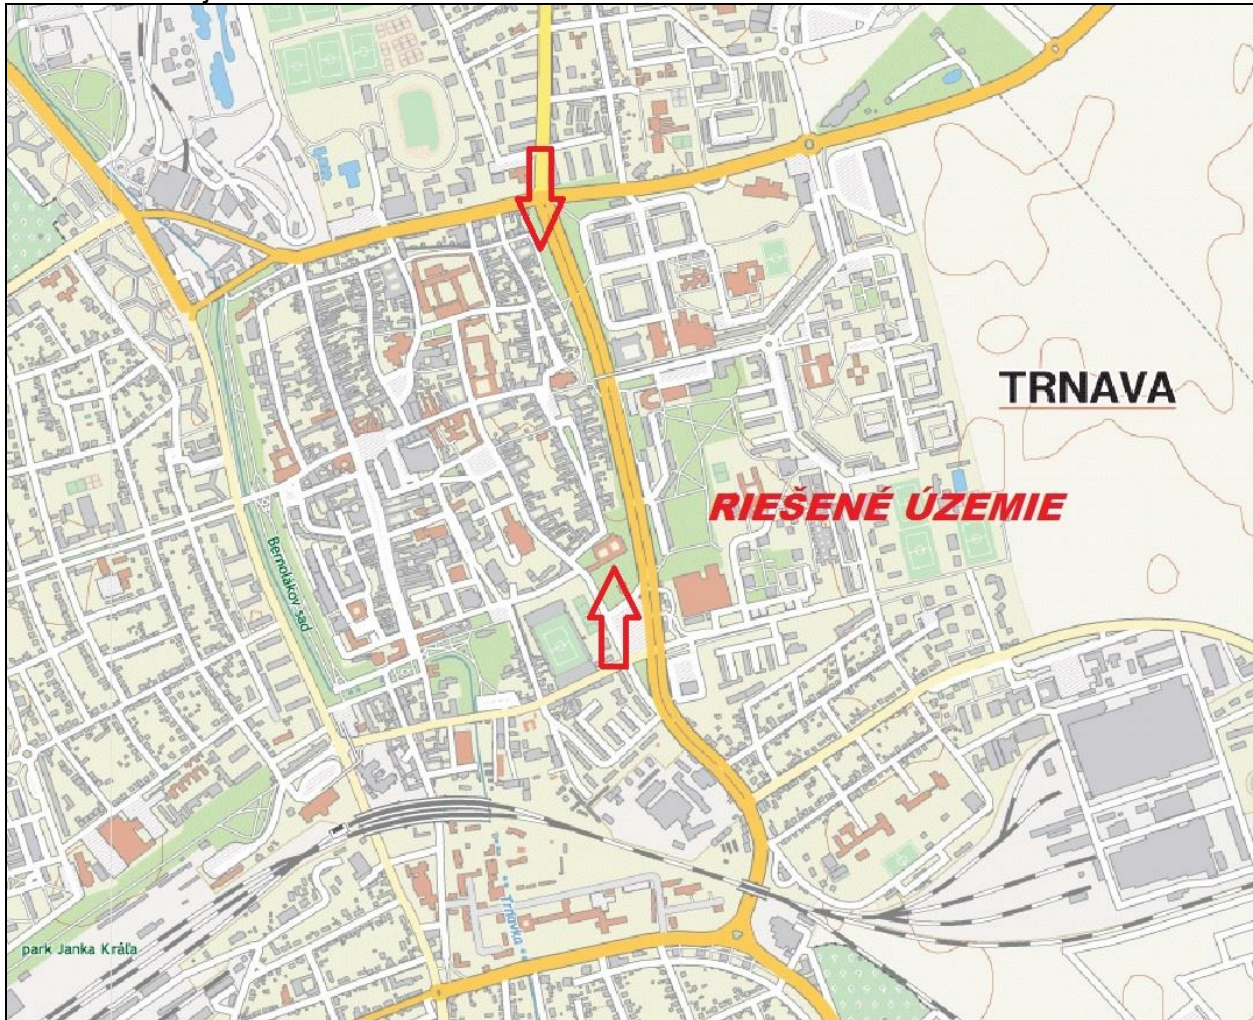 TRNAVA
RIEŠENÉ ÚZEMIE
Bernolákov sad
Trnávka
park Janka Kráľa